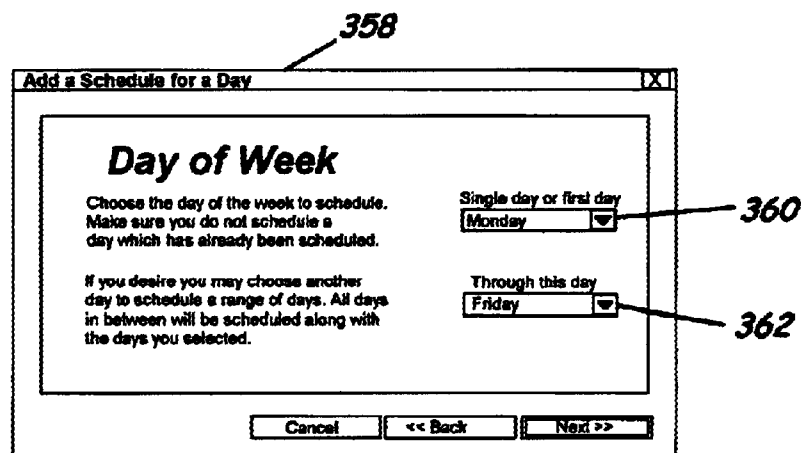 358
Add a Schedule for a Day X
Day of Week
Choose the day of the week to schedule.
Make sure you do not schedule a
day which has already been scheduled.
Single day or first day
Monday
360
If you desire you may choose another
day to schedule a range of days. All days
in between will be scheduled along with
the days you selected.
Through this day
Friday
362
Cancel << Back Next >>